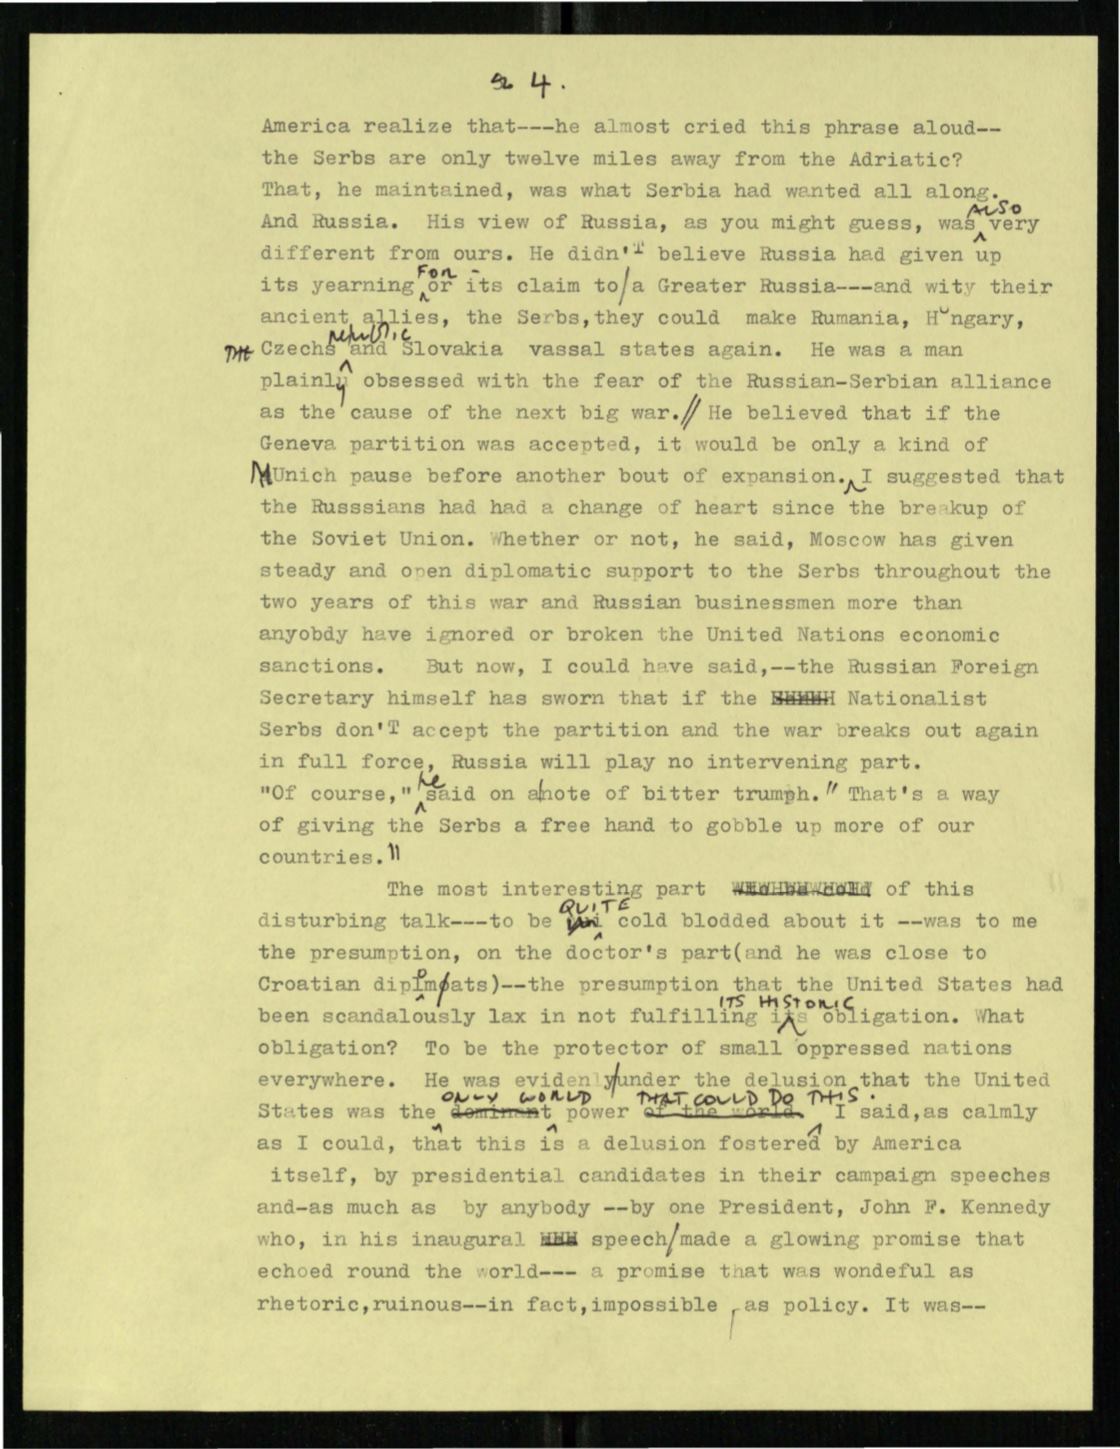 4.
America realize that----he almost cried this phrase aloud--
the Serbs are only twelve miles away from the Adriatic?
That, he maintained, was what Serbia had wanted all along.
And Russia. His view of Russia, as you might guess, was ALSO very
different from ours. He didn'T believe Russia had given up
its yearning FOR or its claim to/a Greater Russia---and wity their
ancient allies, the Serbs,they could make Rumania, Hungary,
THE Czechs republic and Slovakia vassal states again. He was a man
plainly obsessed with the fear of the Russian-Serbian alliance
as the cause of the next big war.// He believed that if the
Geneva partition was accepted, it would be only a kind of
MUnich pause before another bout of expansion. I suggested that
the Russsians had had a change of heart since the breakup of
the Soviet Union. Whether or not, he said, Moscow has given
steady and open diplomatic support to the Serbs throughout the
two years of this war and Russian businessmen more than
anyobdy have ignored or broken the United Nations economic
sanctions. But now, I could have said,--the Russian Foreign
Secretary himself has sworn that if the Nationalist
Serbs don'T accept the partition and the war breaks out again
in full force, Russia will play no intervening part.
"Of course," he said on a/note of bitter trumph." That's a way
of giving the Serbs a free hand to gobble up more of our
countries."
The most interesting part of this
disturbing talk---to be QUITE cold blodded about it --was to me
the presumption, on the doctor's part(and he was close to
Croatian diplomats)--the presumption that the United States had
been scandalously lax in not fulfilling ITS HISTORIC its obligation. What
obligation? To be the protector of small oppressed nations
everywhere. He was evidenly/under the delusion that the United
States was the ONLY WORLD dominant power THAT COULD DO THIS. of the world. I said,as calmly
as I could, that this is a delusion fostered by America
itself, by presidential candidates in their campaign speeches
and-as much as by anybody --by one President, John F. Kennedy
who, in his inaugural speech/made a glowing promise that
echoed round the world--- a promise that was wondeful as
rhetoric,ruinous--in fact,impossible , as policy. It was--